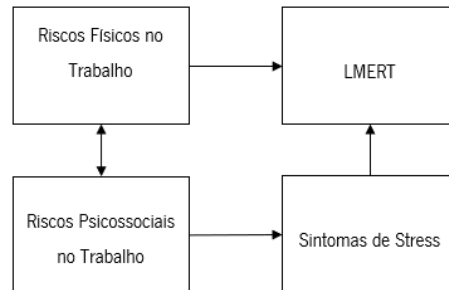 Riscos Físicos no
Trabalho
LMERT
Riscos Psicossociais
no Trabalho
Sintomas de Stress